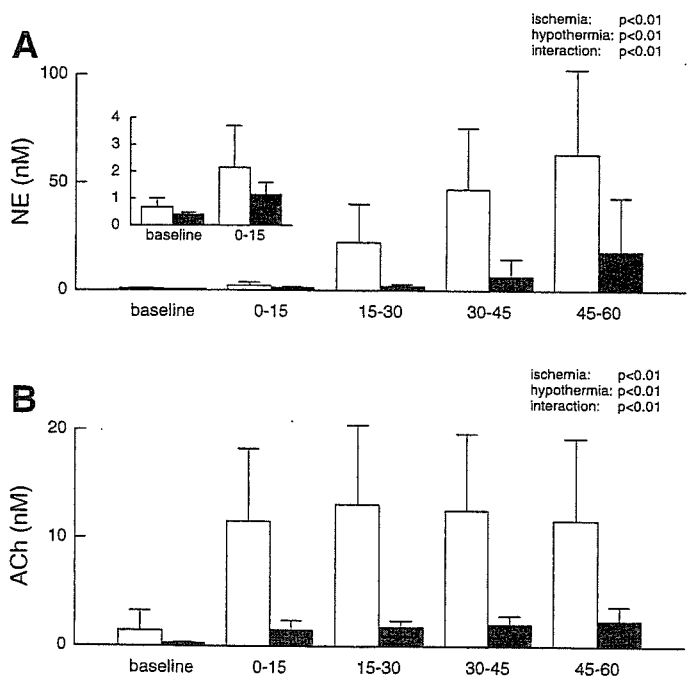 A
ischemia: p<0.01
hypothermia: p<0.01
interaction: p<0.01
NE (nM)
100
50
0
4
3
2
1
0
baseline 0-15
baseline 0-15 15-30 30-45 45-60
B
ischemia: p<0.01
hypothermia: p<0.01
interaction: p<0.01
ACh (nM)
20
10
0
baseline 0-15 15-30 30-45 45-60